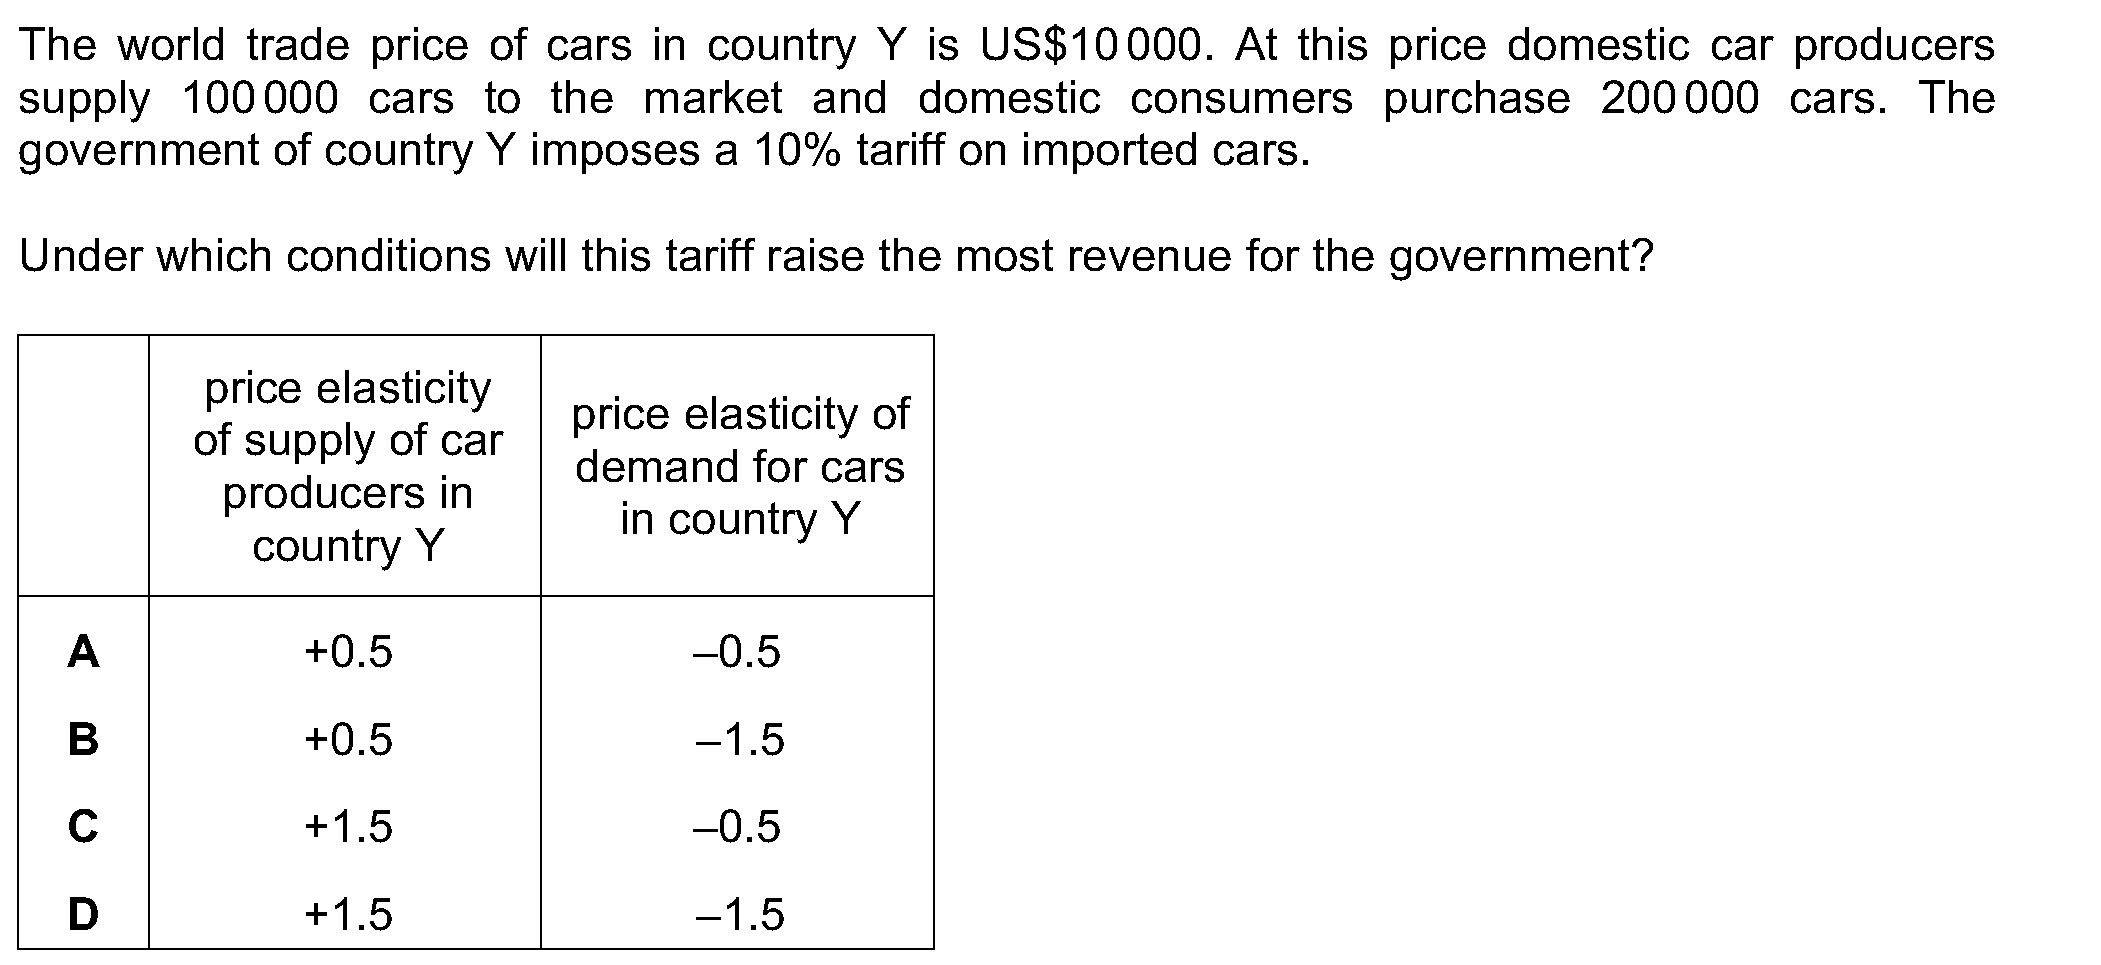 The world trade price of cars in country Y is US$10 000. At this price domestic car producers
supply 100 000 cars to the market and domestic consumers purchase 200 000 cars. The
government of country Y imposes a 10% tariff on imported cars.
Under which conditions will this tariff raise the most revenue for the government?
price elasticity
of supply of car
producers in
country Y
price elasticity of
demand for cars
in country Y
A +0.5 –0.5
B +0.5 –1.5
C +1.5 –0.5
D +1.5 –1.5